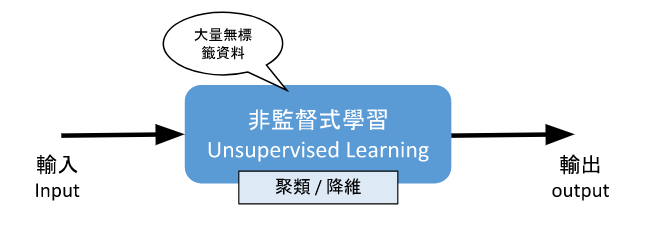 大量無標
籤資料
非監督式學習
Unsupervised Learning
聚類 / 降維
輸入
Input
輸出
output